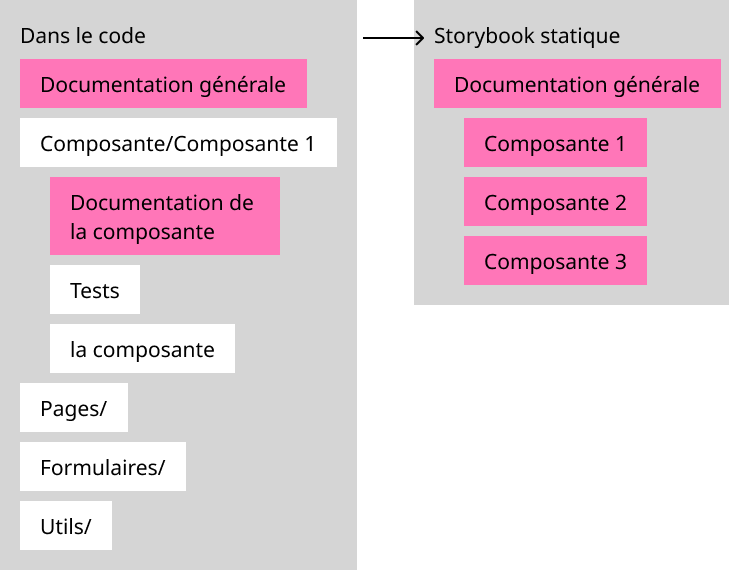 Dans le code
Documentation générale
Composante/Composante 1
Documentation de
la composante
Tests
la composante
Pages/
Formulaires/
Utils/
Storybook statique
Documentation générale
Composante 1
Composante 2
Composante 3